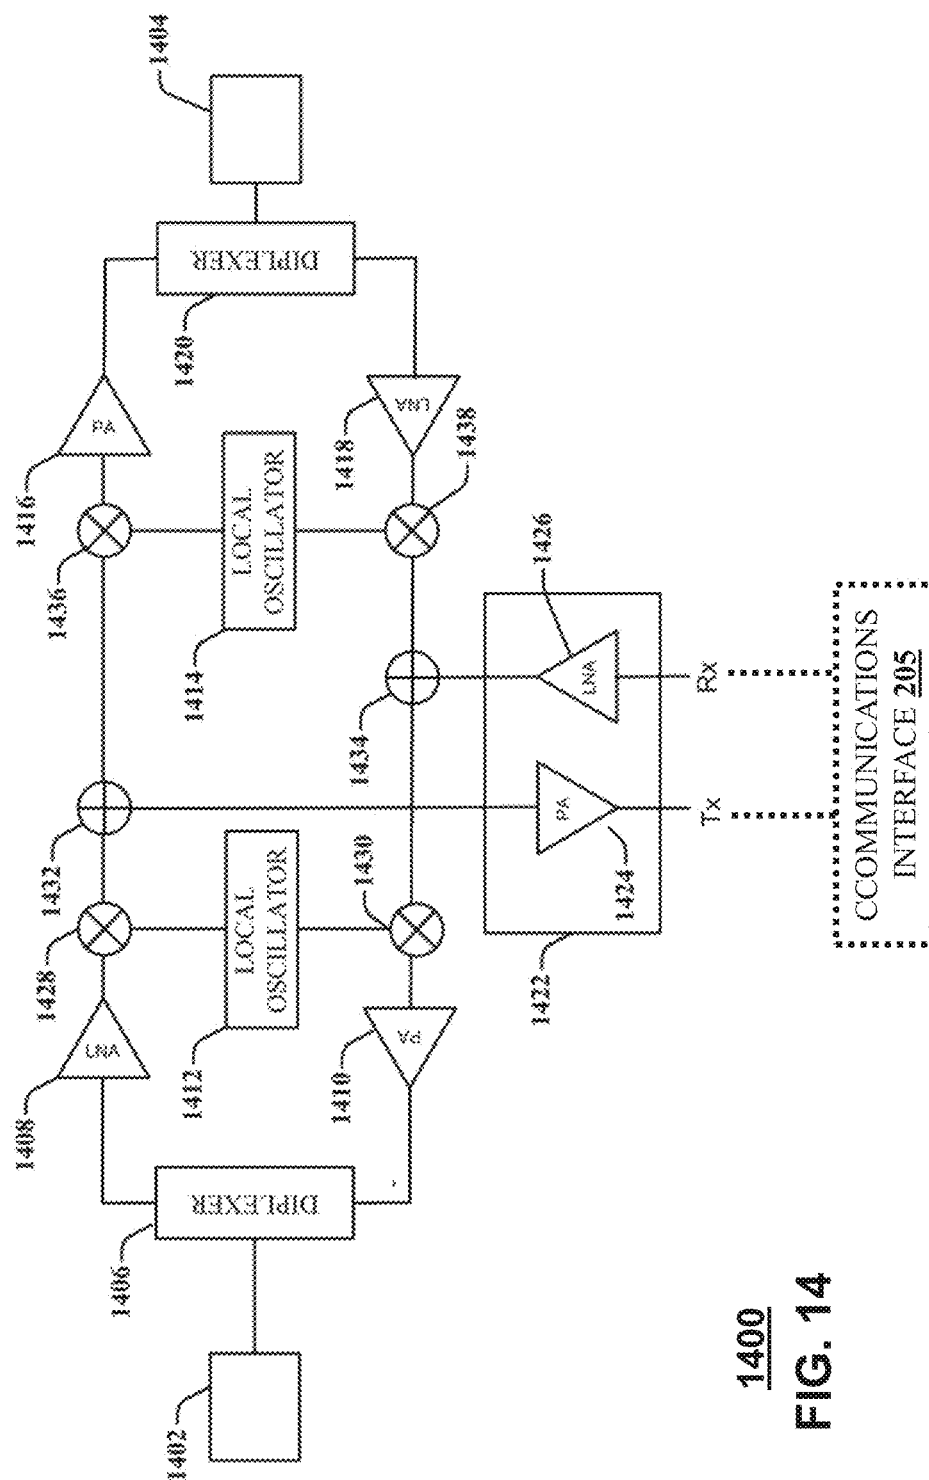 1404
1416
PA
DIPLEXER
1420
1436
1418
LNA
1438
LOCAL
OSCILLATOR
1414
1426
LNA
Rx
1434
1432
1430
PA
1424
Tx
CCOMMUNICATIONS
INTERFACE 205
1428
LOCAL
OSCILLATOR
1412
1422
1408
LNA
1410
PA
DIPLEXER
1406
1402
1400
FIG. 14